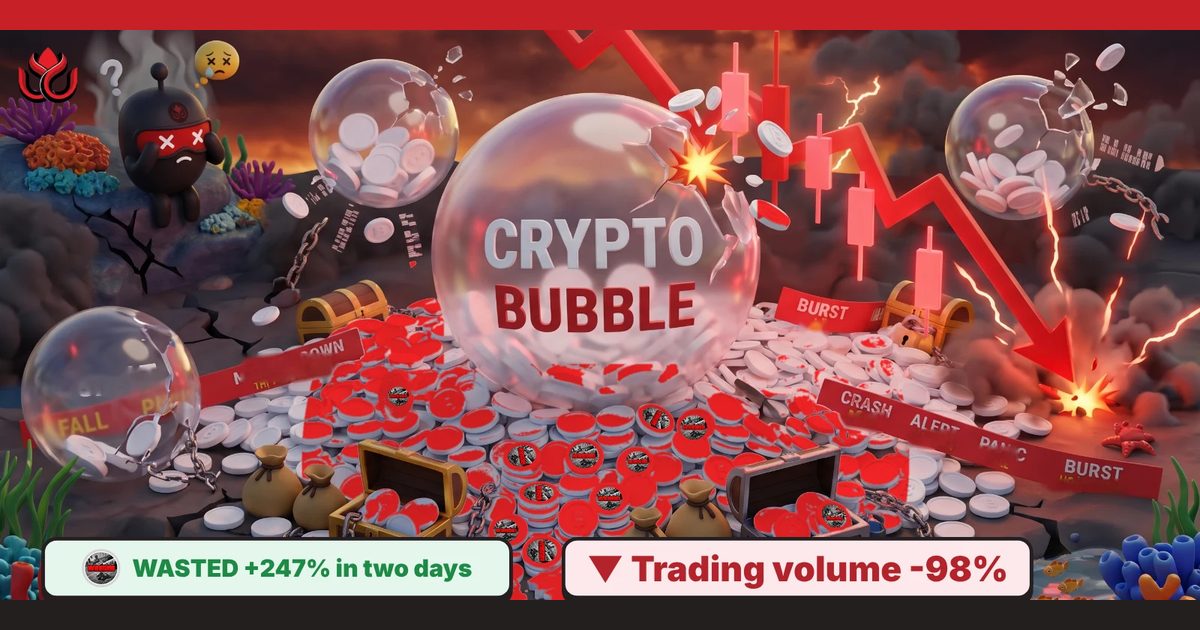 ?
CRYPTO
BUBBLE
BURST
FALL
CRASH ALERT PANIC BURST
WASTED +247% in two days
▼ Trading volume -98%